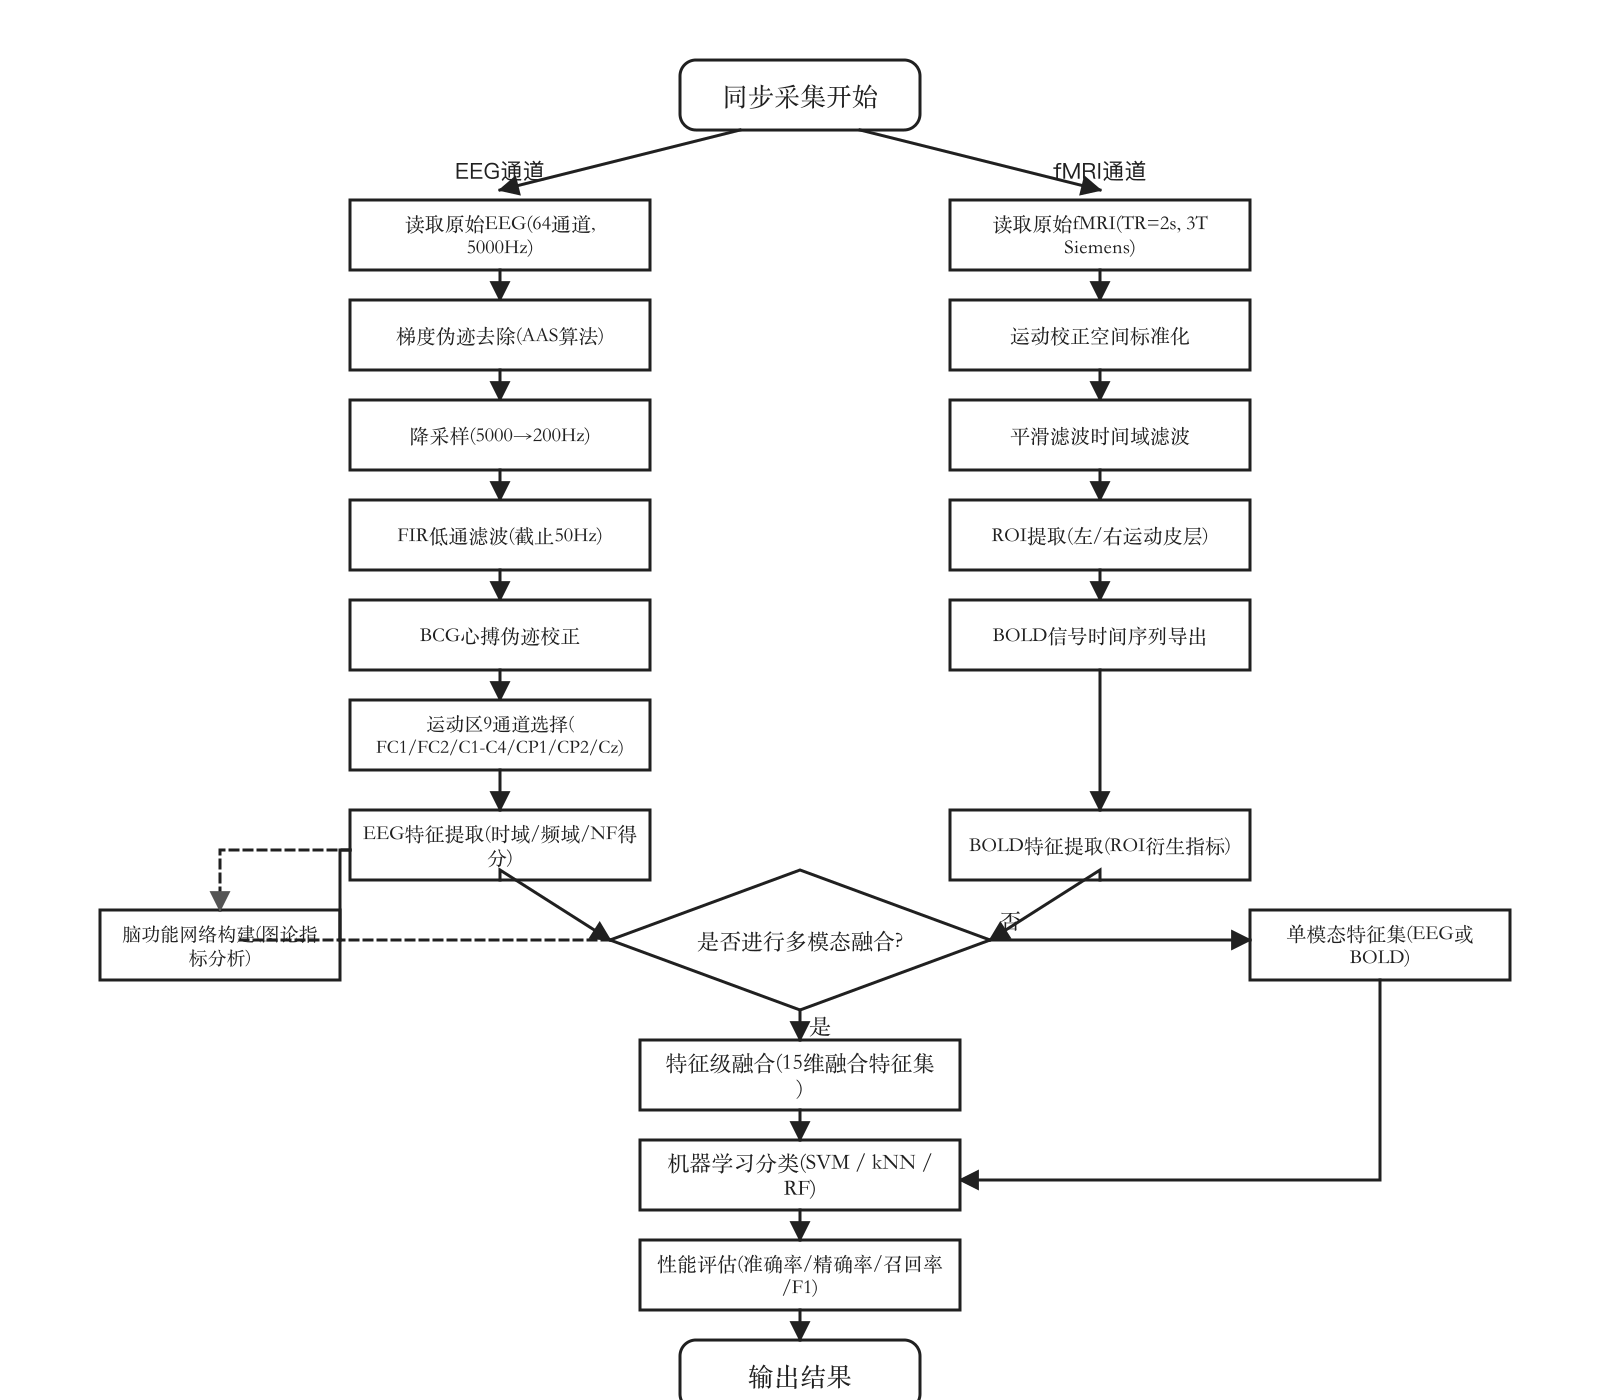 同步采集开始
EEG通道
fMRI通道
读取原始EEG(64通道,
5000Hz)
读取原始fMRI(TR=2s, 3T
Siemens)
梯度伪迹去除(AAS算法)
运动校正空间标准化
降采样(5000→200Hz)
平滑滤波时间域滤波
FIR低通滤波(截止50Hz)
ROI提取(左/右运动皮层)
BCG心搏伪迹校正
BOLD信号时间序列导出
运动区9通道选择(
FC1/FC2/C1-C4/CP1/CP2/Cz)
EEG特征提取(时域/频域/NF得
分)
BOLD特征提取(ROI衍生指标)
脑功能网络构建(图论指
标分析)
是否进行多模态融合?
否
单模态特征集(EEG或
BOLD)
是
特征级融合(15维融合特征集
)
机器学习分类(SVM / kNN /
RF)
性能评估(准确率/精确率/召回率
/F1)
输出结果